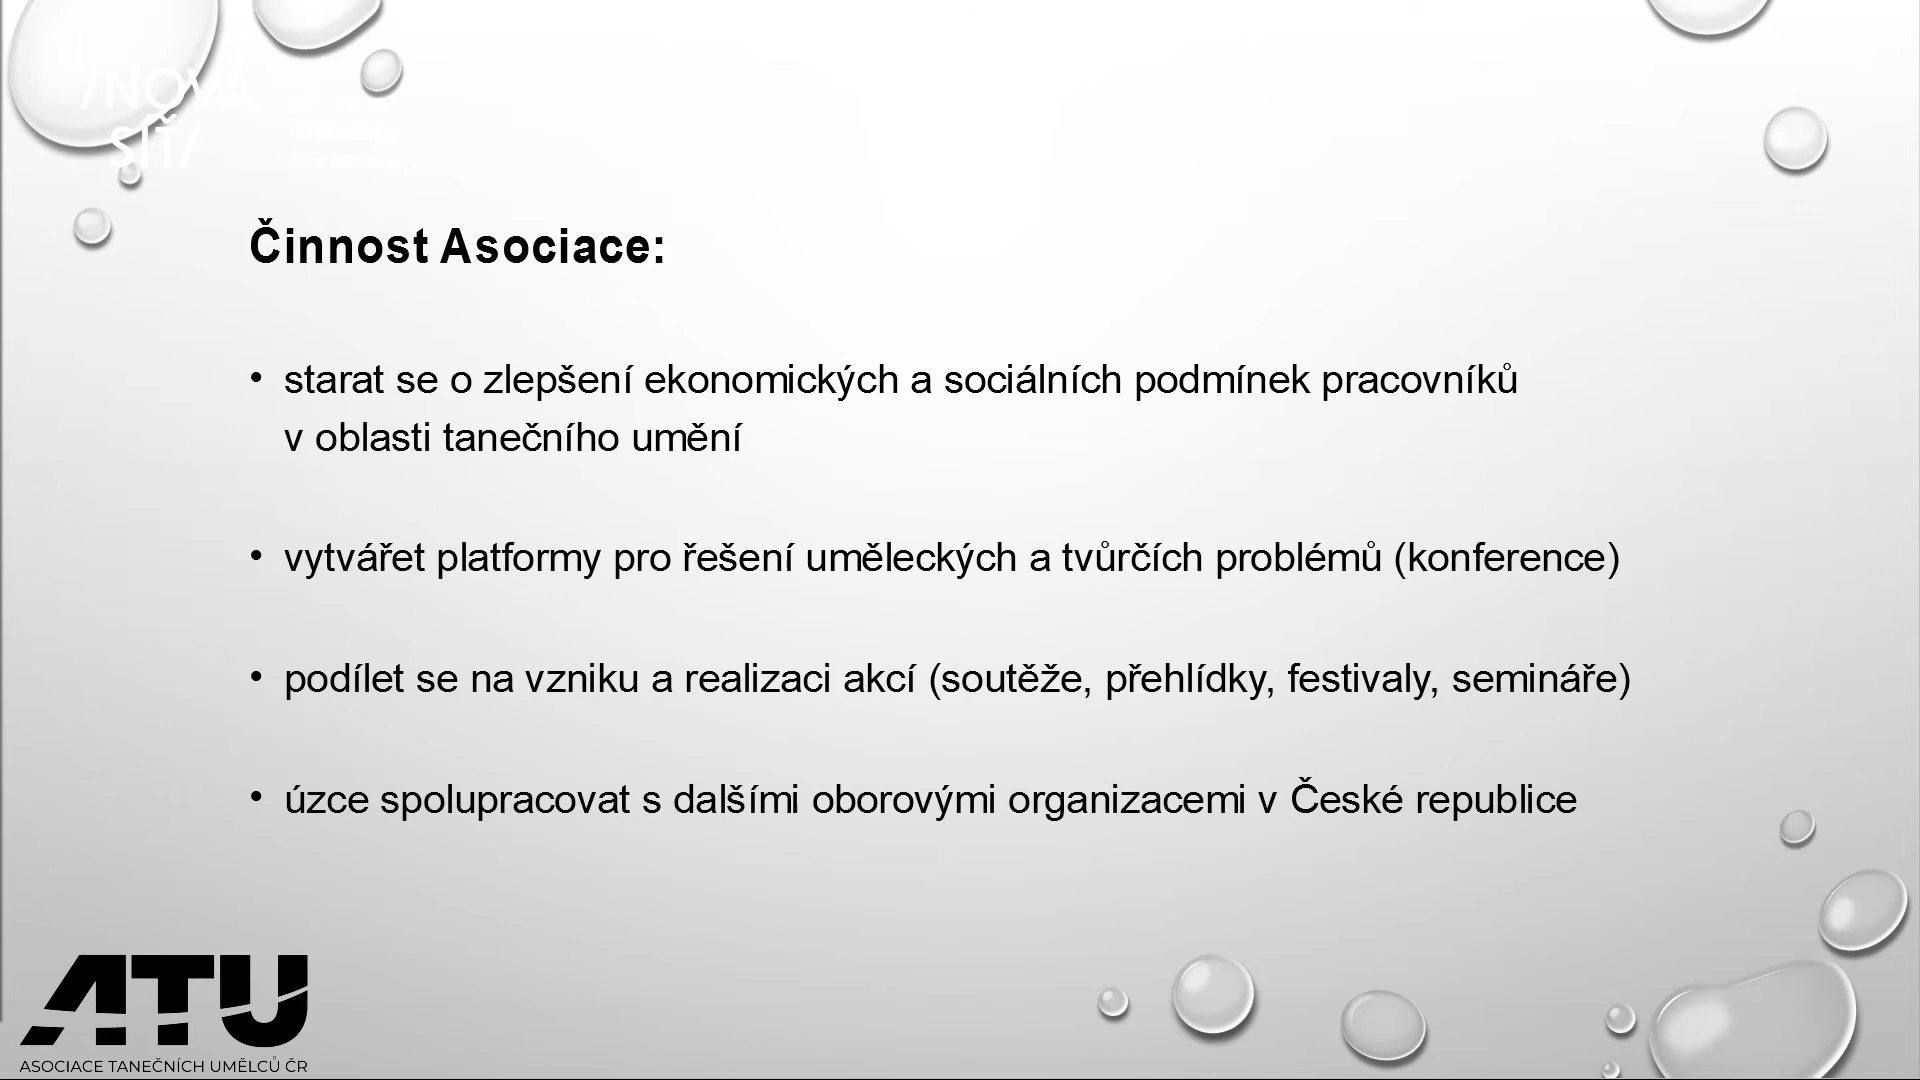 /NOVÁ
SÍŤ/
Činnost Asociace:
• starat se o zlepšení ekonomických a sociálních podmínek pracovníků
v oblasti tanečního umění
• vytvářet platformy pro řešení uměleckých a tvůrčích problémů (konference)
• podílet se na vzniku a realizaci akcí (soutěže, přehlídky, festivaly, semináře)
• úzce spolupracovat s dalšími oborovými organizacemi v České republice
ATU
ASOCIACE TANEČNÍCH UMĚLCŮ ČR